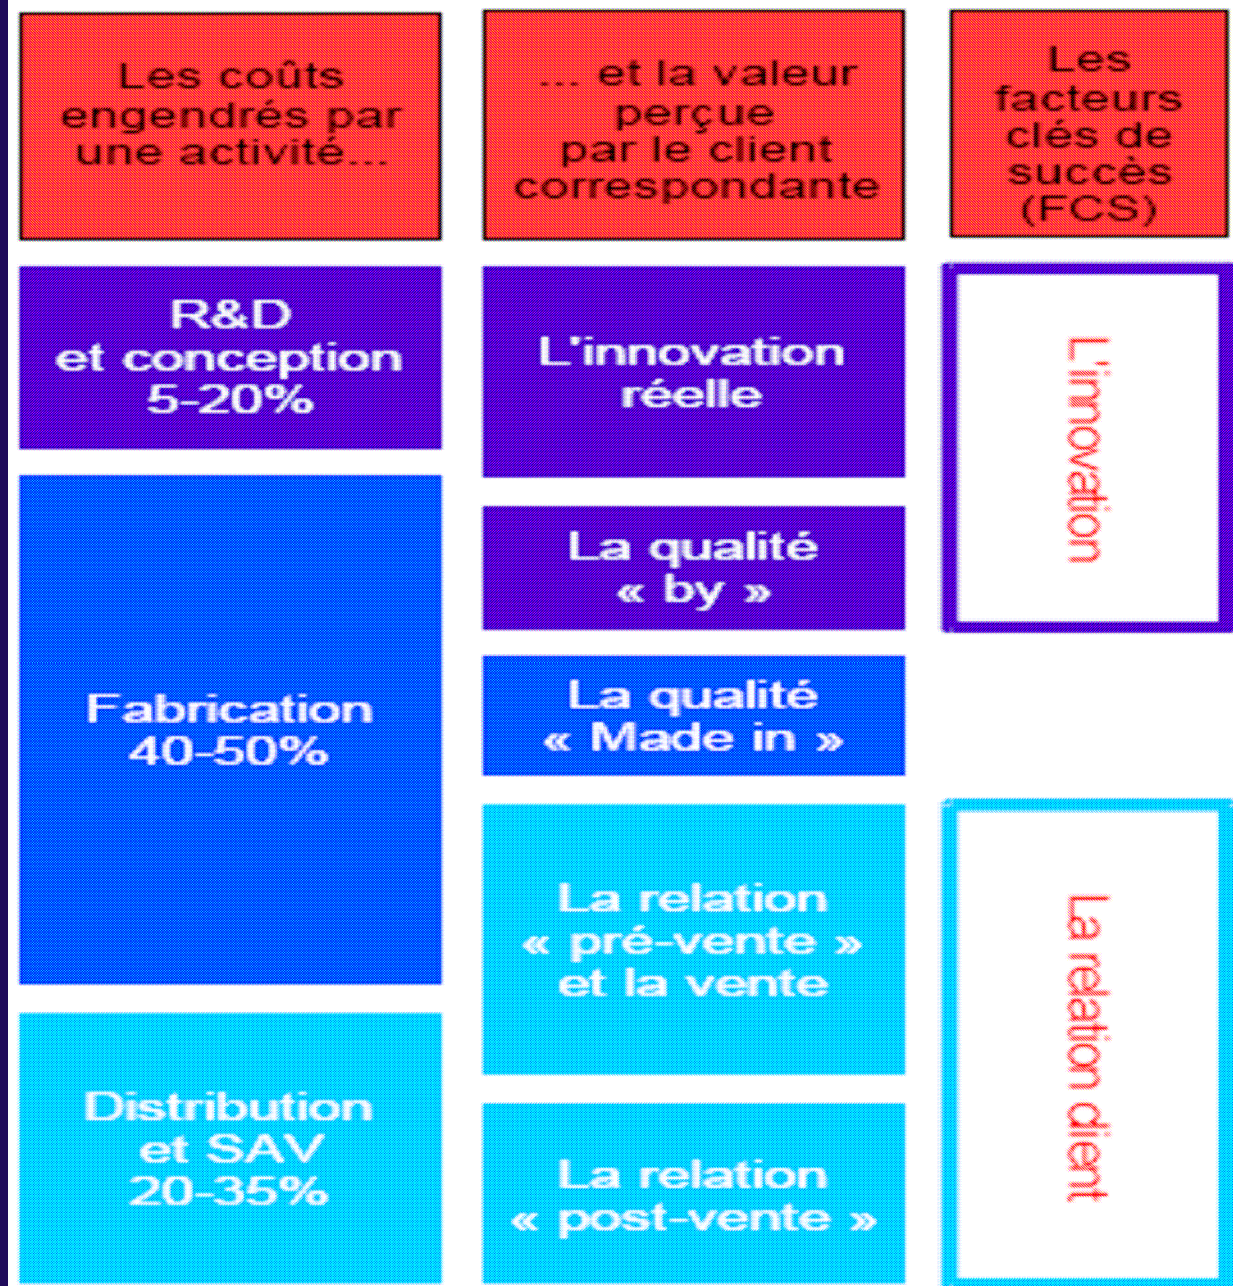 Les coûts
engendrés par
une activité...
... et la valeur
perçue
par le client
correspondante
Les
facteurs
clés de
succès
(FCS)
R&D
et conception
5-20%
L'innovation
réelle
L'innovation
La qualité
« by »
Fabrication
40-50%
La qualité
« Made in »
La relation
« pré-vente »
et la vente
La relation client
Distribution
et SAV
20-35%
La relation
« post-vente »